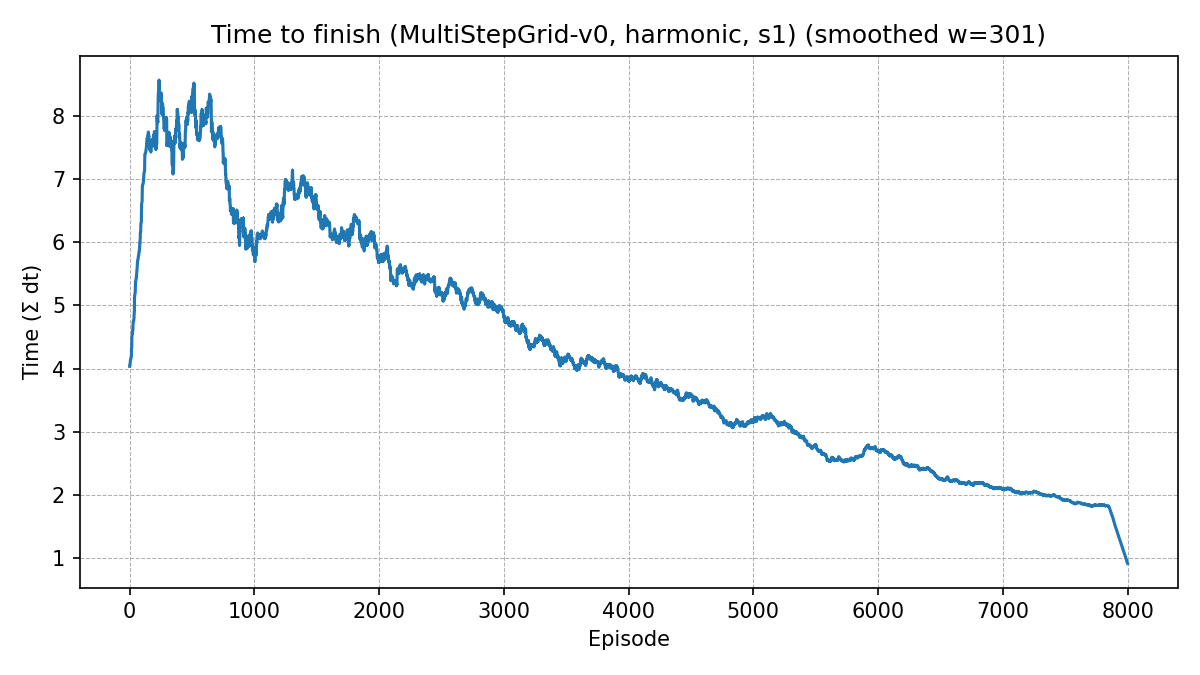 Time to finish (MultiStepGrid-v0, harmonic, s1) (smoothed w=301)
Time (Σ dt)
8
7
6
5
4
3
2
1
0 1000 2000 3000 4000 5000 6000 7000 8000
Episode